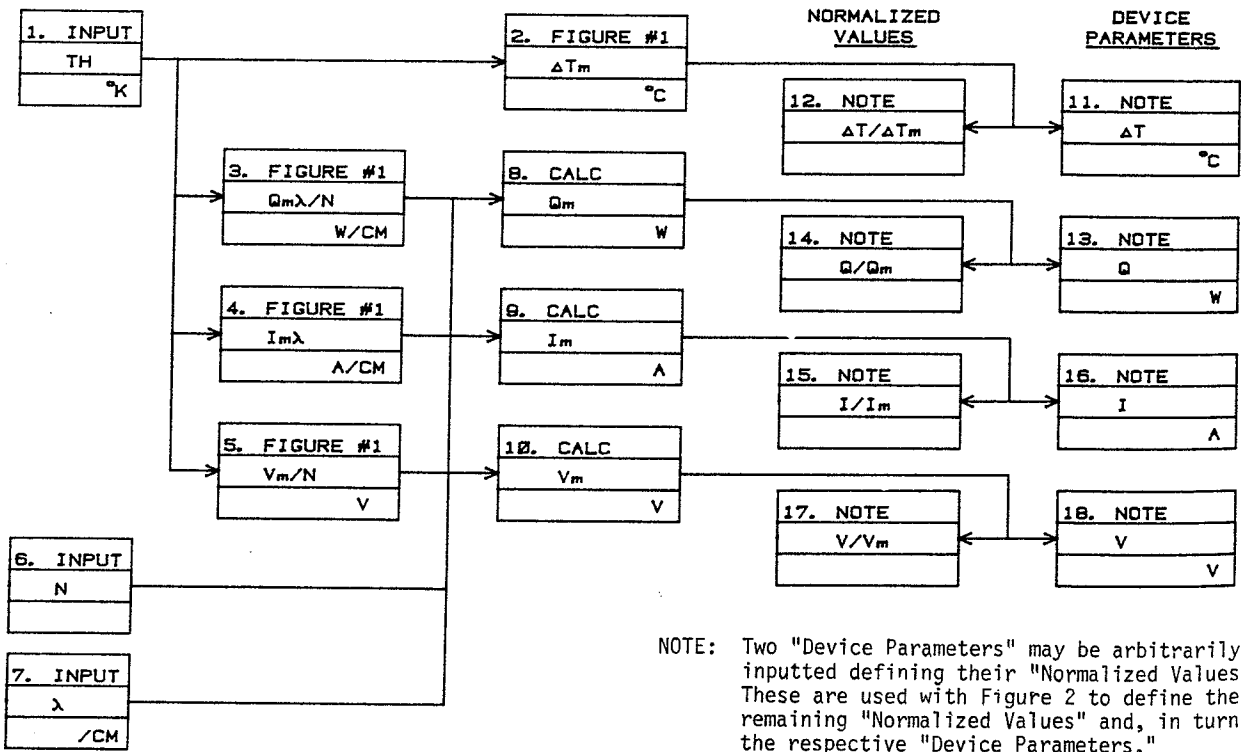 NORMALIZED
VALUES
DEVICE
PARAMETERS
1. INPUT
TH
°K
2. FIGURE #1
ΔTm
°C
12. NOTE
ΔT/ΔTm
11. NOTE
ΔT
°C
3. FIGURE #1
Qmλ/N
W/CM
8. CALC
Qm
W
14. NOTE
Q/Qm
13. NOTE
Q
W
4. FIGURE #1
Imλ
A/CM
9. CALC
Im
A
15. NOTE
I/Im
16. NOTE
I
A
5. FIGURE #1
Vm/N
V
10. CALC
Vm
V
17. NOTE
V/Vm
18. NOTE
V
V
6. INPUT
N
7. INPUT
λ
/CM
NOTE: Two "Device Parameters" may be arbitrarily
inputted defining their "Normalized Values
These are used with Figure 2 to define the
remaining "Normalized Values" and, in turn
the respective "Device Parameters."